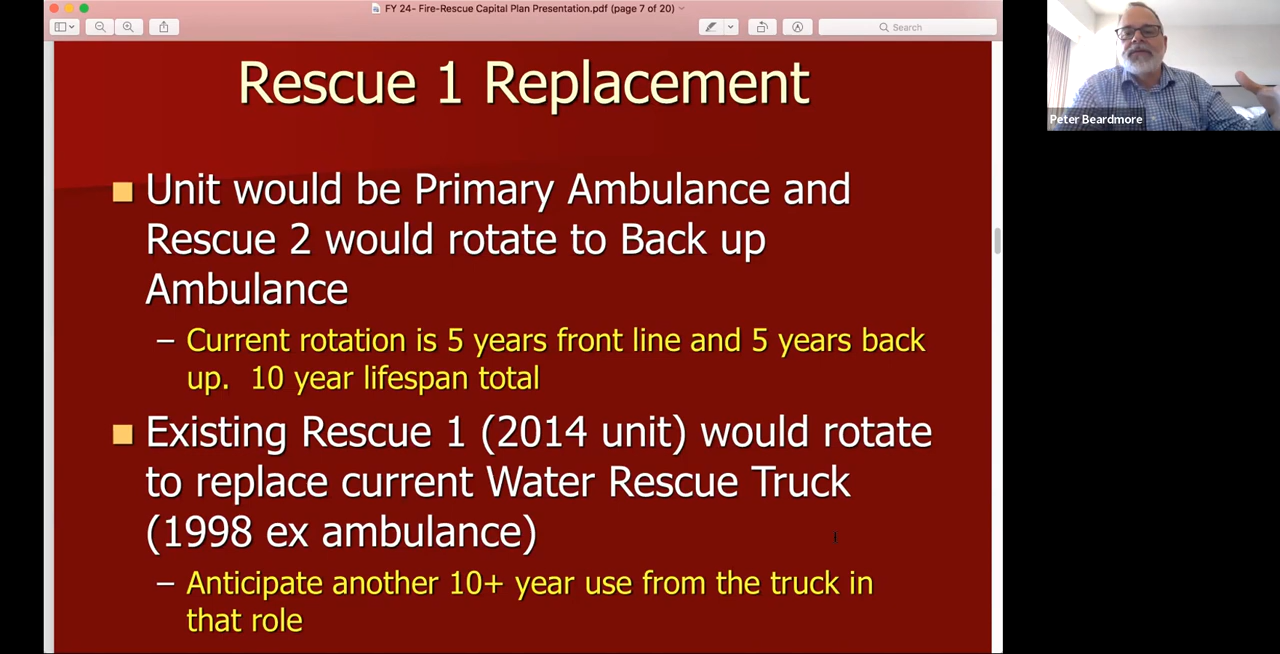 FY 24- Fire-Rescue Capital Plan Presentation.pdf (page 7 of 20)
Search
Rescue 1 Replacement
Unit would be Primary Ambulance and
Rescue 2 would rotate to Back up
Ambulance
– Current rotation is 5 years front line and 5 years back
up. 10 year lifespan total
Existing Rescue 1 (2014 unit) would rotate
to replace current Water Rescue Truck
(1998 ex ambulance)
– Anticipate another 10+ year use from the truck in
that role
Peter Beardmore